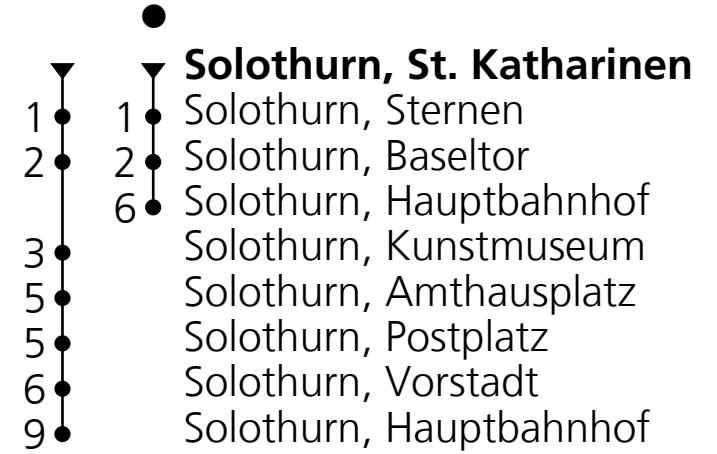 Solothurn, St. Katharinen
1 1 Solothurn, Sternen
2 2 Solothurn, Baseltor
6 Solothurn, Hauptbahnhof
3 Solothurn, Kunstmuseum
5 Solothurn, Amthausplatz
5 Solothurn, Postplatz
6 Solothurn, Vorstadt
9 Solothurn, Hauptbahnhof